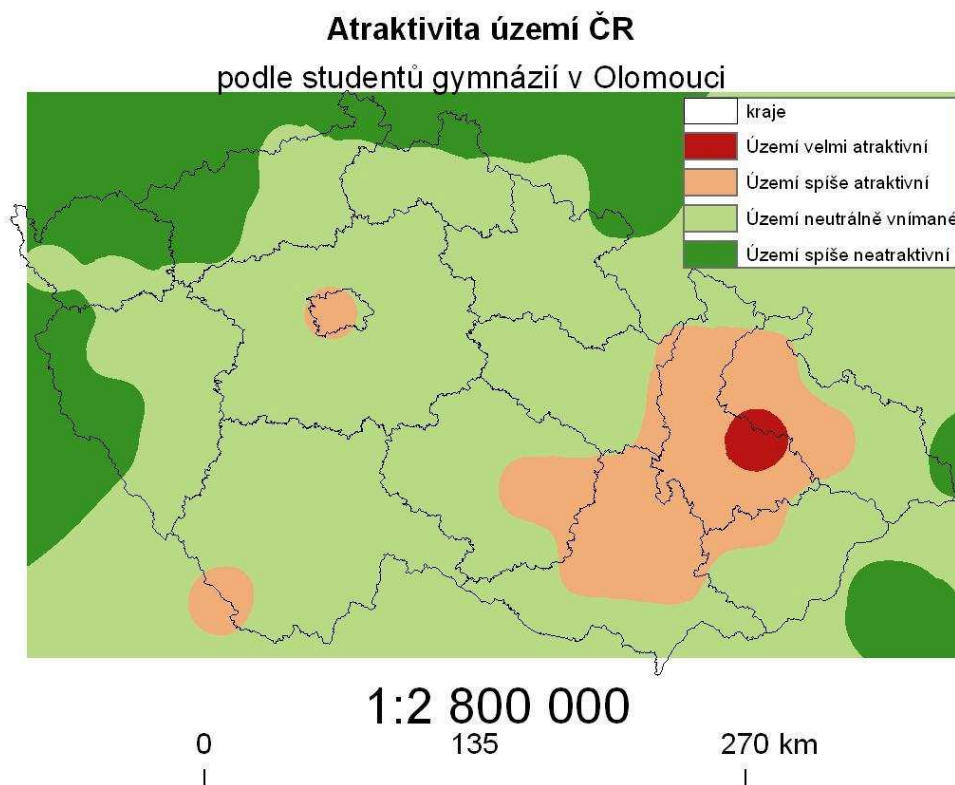 Atraktivita území ČR
podle studentů gymnázií v Olomouci
kraje
Území velmi atraktivní
Území spíše atraktivní
Území neutrálně vnímané
Území spíše neatraktivní
1:2 800 000
0 135 270 km